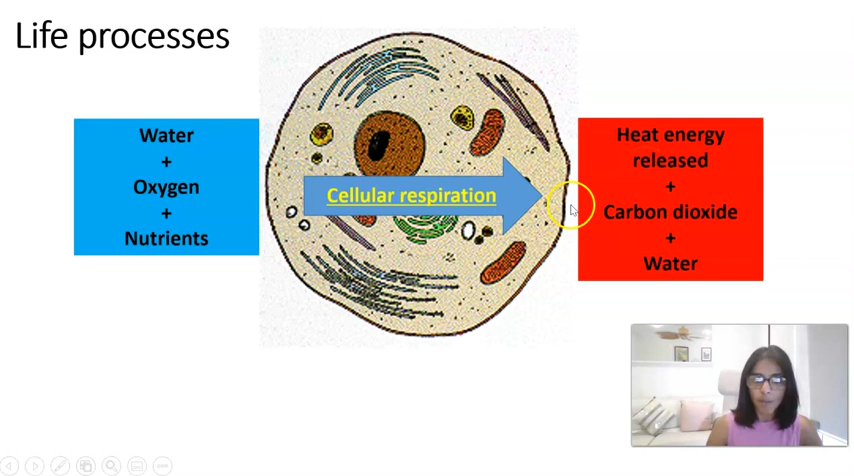 Life processes
Water
+
Oxygen
+
Nutrients
Cellular respiration
Heat energy
released
+
Carbon dioxide
+
Water